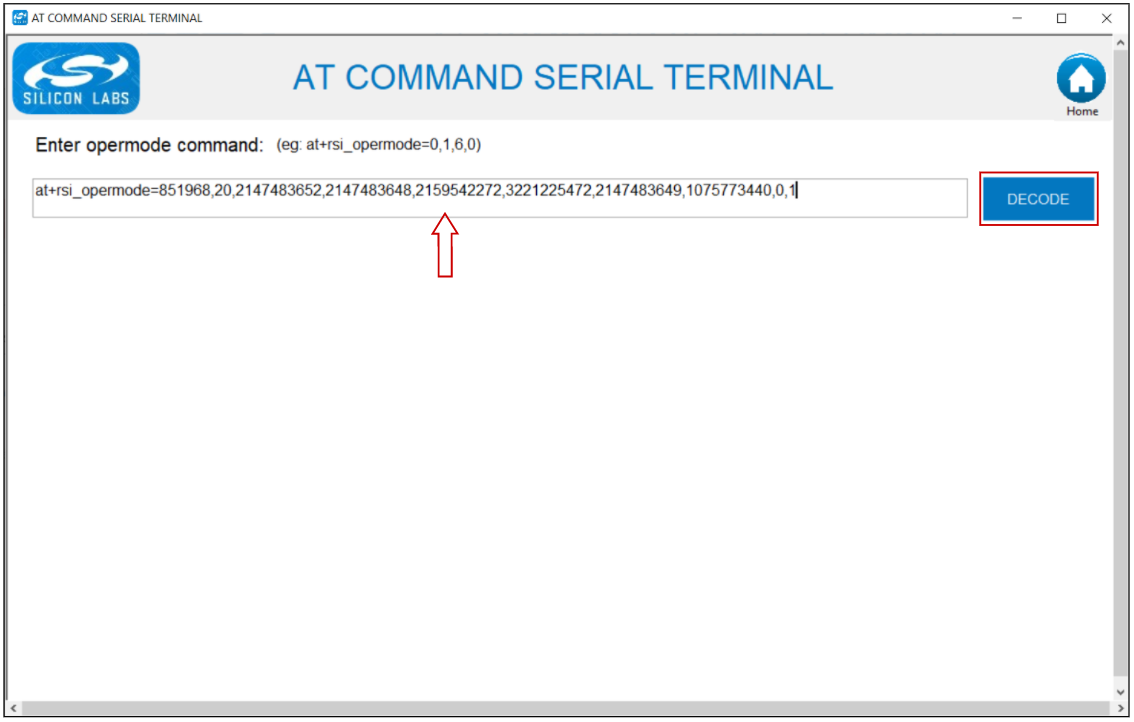 AT COMMAND SERIAL TERMINAL
SILICON LABS
AT COMMAND SERIAL TERMINAL
Home
Enter opermode command: (eg: at+rsi_opermode=0,1,6,0)
at+rsi_opermode=851968,20,2147483652,2147483648,2159542272,3221225472,2147483649,1075773440,0,1
DECODE